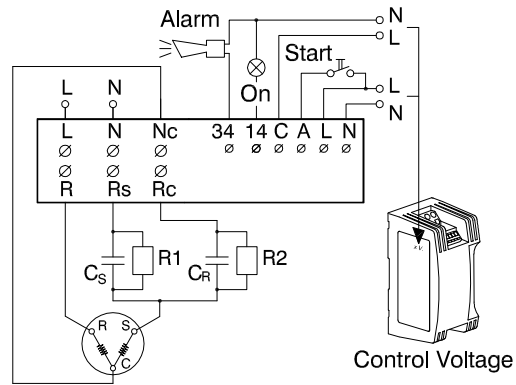 Alarm
N
L
Start
On
L
N
L
N
L N Nc 34 14 C A L N
R Rs Rc
CS R1 CR R2
R S
C
Control Voltage